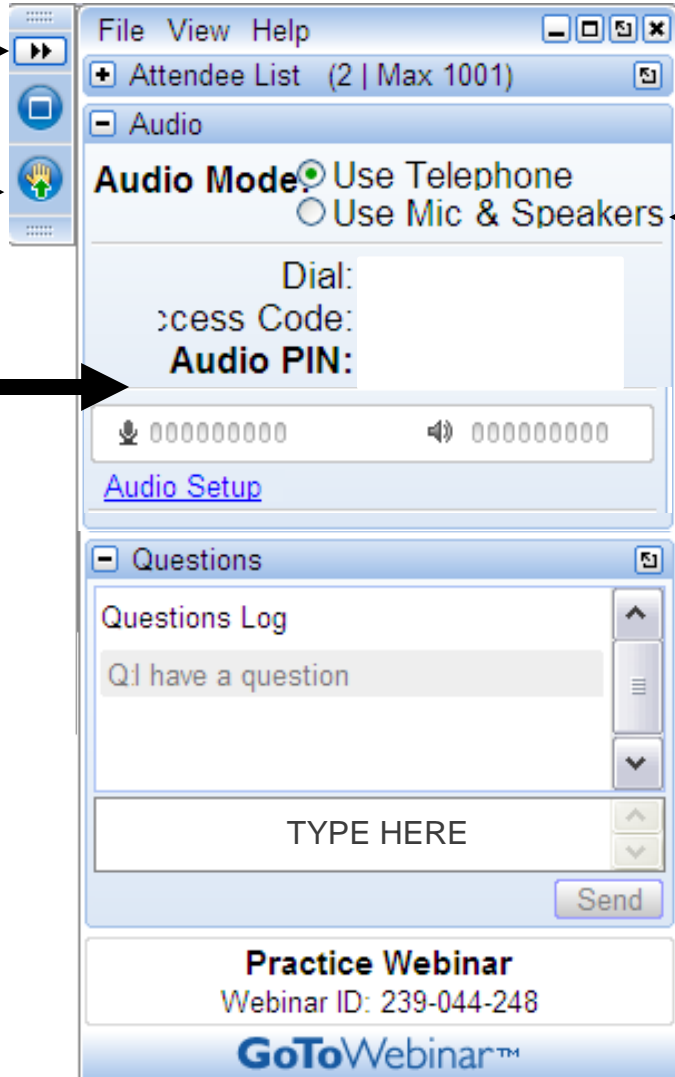 File View Help
Attendee List (2 | Max 1001)
Audio
Audio Mode: Use Telephone
Use Mic & Speakers
Dial:
ccess Code:
Audio PIN:
000000000 000000000
Audio Setup
Questions
Questions Log
Q:I have a question
TYPE HERE
Send
Practice Webinar
Webinar ID: 239-044-248
GoToWebinar™